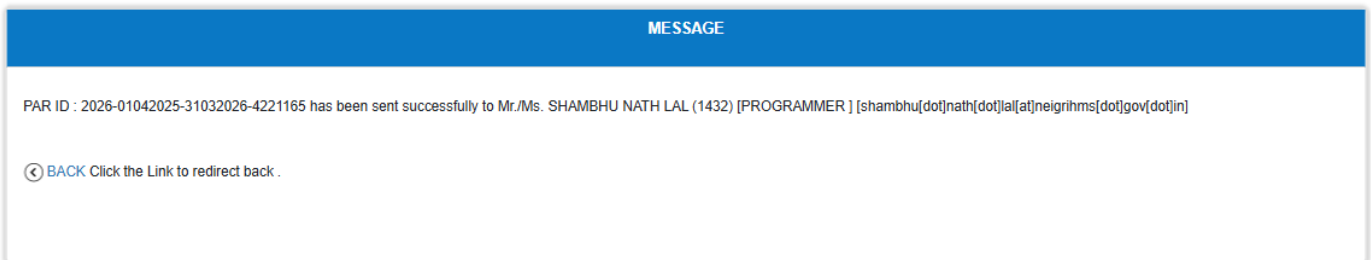 MESSAGE
PAR ID : 2026-01042025-31032026-4221165 has been sent successfully to Mr./Ms. SHAMBHU NATH LAL (1432) [PROGRAMMER ] [shambhu[dot]nath[dot]lal[at]neigrihms[dot]gov[dot]in]
BACK Click the Link to redirect back .